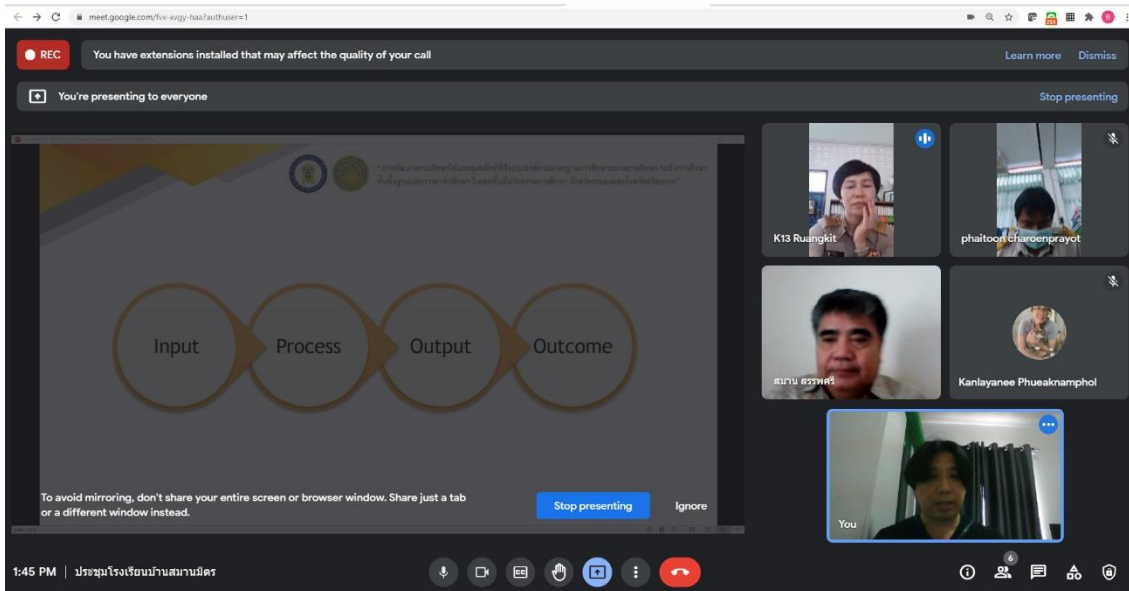 meet.google.com/fvx-xvgy-haa?authuser=1
REC
You have extensions installed that may affect the quality of your call
Learn more
Dismiss
You're presenting to everyone
Stop presenting
Input
Process
Output
Outcome
To avoid mirroring, don't share your entire screen or browser window. Share just a tab
or a different window instead.
Stop presenting
Ignore
K13 Ruangkit
phaitoon charoenprayot
สมาน สรรพศรี
Kanlayanee Phueaknamphol
You
1:45 PM | ประชุมโรงเรียนบ้านสมานมิตร
6